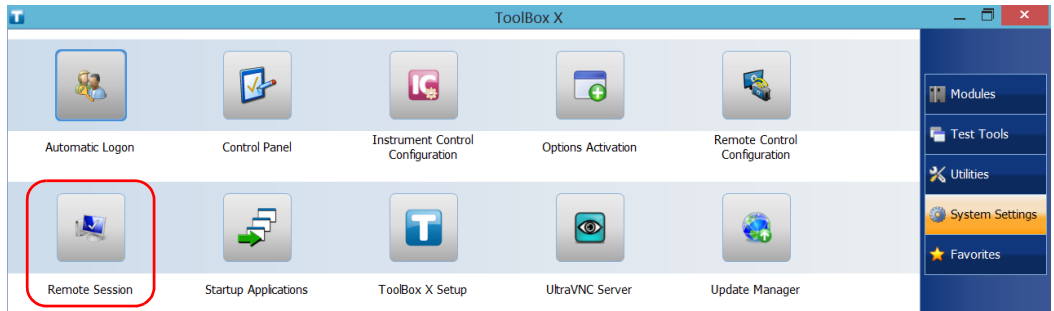 ToolBox X
Automatic Logon
Control Panel
IC
Instrument Control
Configuration
Options Activation
Remote Control
Configuration
Remote Session
Startup Applications
T
ToolBox X Setup
UltraVNC Server
Update Manager
Modules
Test Tools
Utilities
System Settings
Favorites